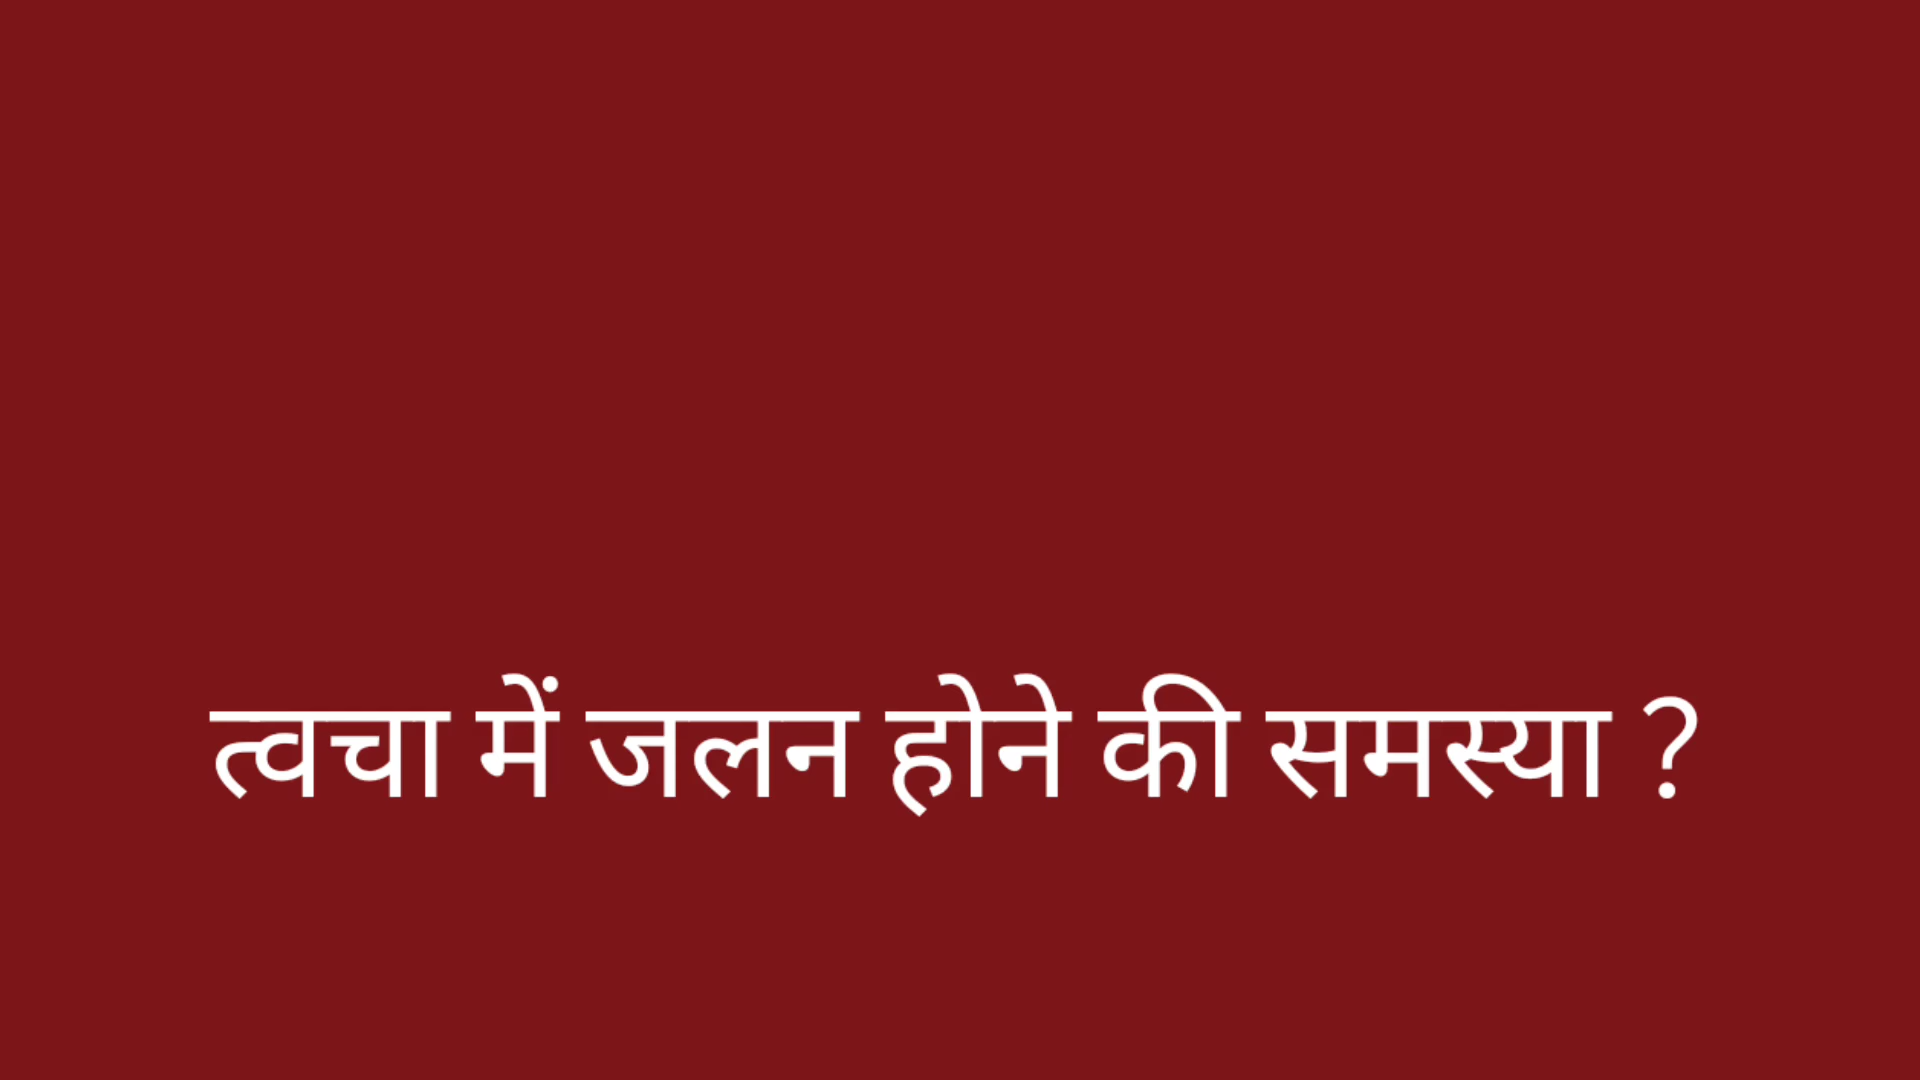 त्वचा में जलन होने की समस्या ?